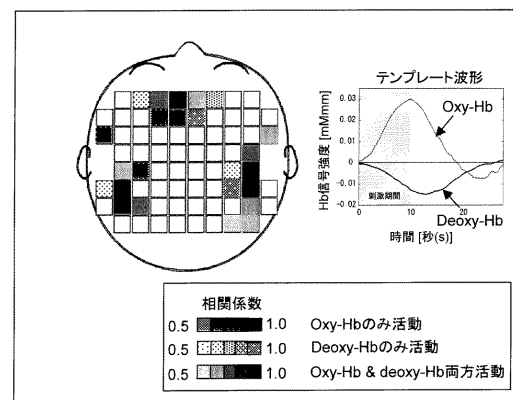 テンプレート波形
Oxy-Hb
Hb信号強度 [mMmm]
0.03
0.02
0.01
0
-0.01
-0.02
刺激期間
Deoxy-Hb
0
10
20
時間 [秒(s)]
相関係数
0.5 1.0 Oxy-Hbのみ活動
0.5 1.0 Deoxy-Hbのみ活動
0.5 1.0 Oxy-Hb & deoxy-Hb両方活動